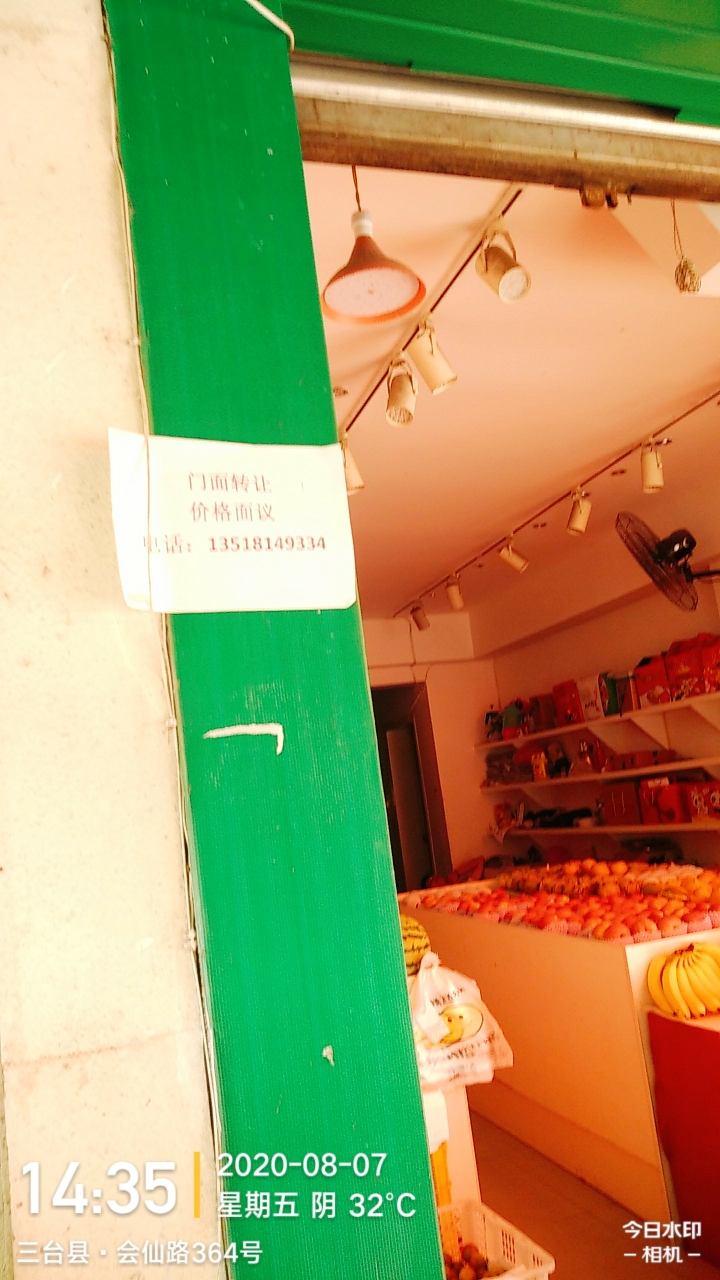 门面转让
价格面议
电话：13518149334
14:35
2020-08-07
星期五 阴 32°C
三台县·会仙路364号
今日水印
－相机－